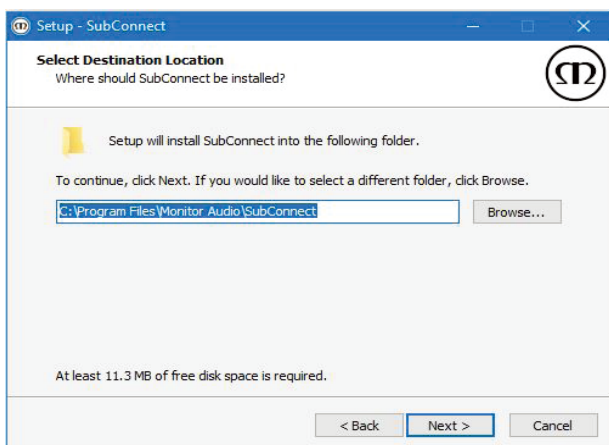 Setup - SubConnect
Select Destination Location
Where should SubConnect be installed?
Setup will install SubConnect into the following folder.
To continue, click Next. If you would like to select a different folder, click Browse.
C:\Program Files\Monitor Audio\SubConnect
Browse...
At least 11.3 MB of free disk space is required.
< Back
Next >
Cancel